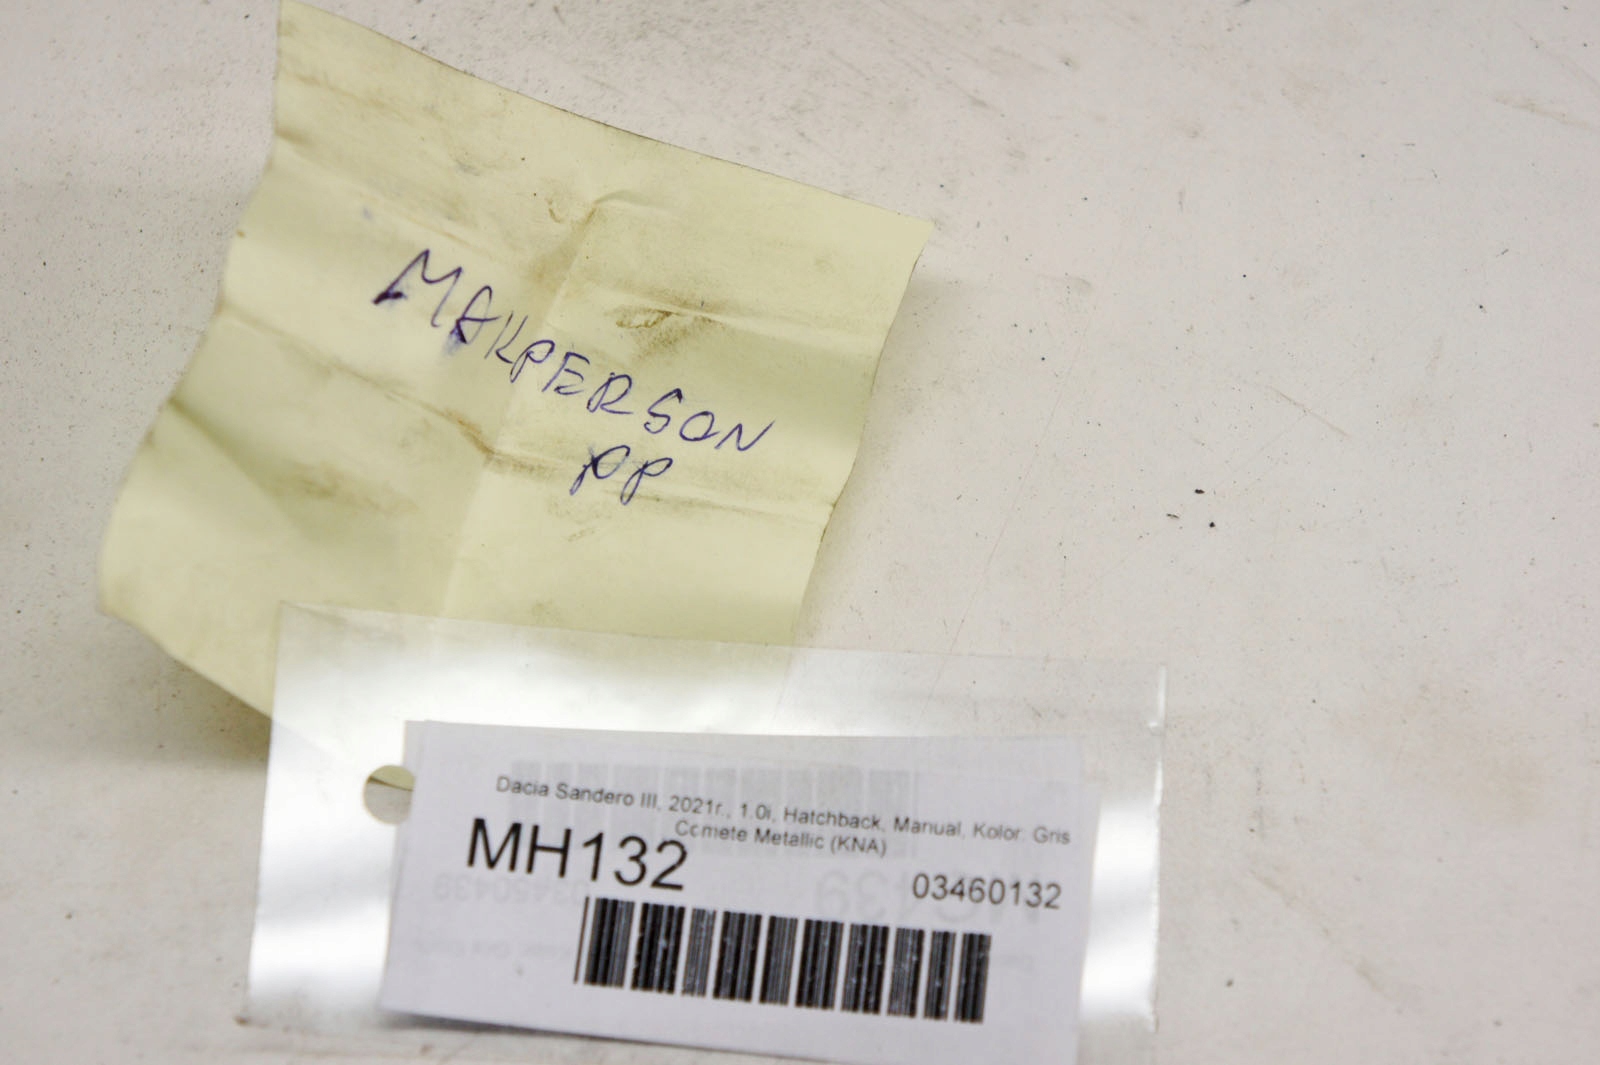 MAKPERSON
PP
Dacia Sandero III, 2021r., 1.0i, Hatchback, Manual, Kolor: Gris
Comete Metallic (KNA)
MH132
03460132